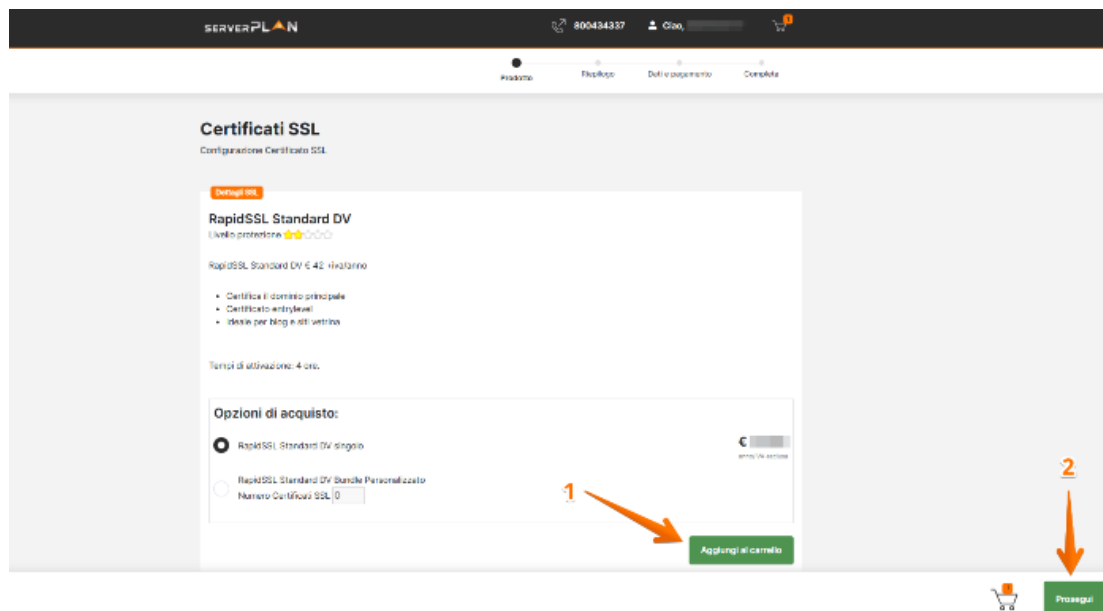 SERVERPLAN
800434337
Ciao,
1
Prodotto
Riepilogo
Dati e pagamento
Completa
Certificati SSL
Configurazione Certificato SSL
Dettagli SSL
RapidSSL Standard DV
Livello protezione
RapidSSL Standard DV € 42 +iva/anno
Certifica il dominio principale
Certificato entrylevel
Ideale per blog e siti vetrina
Tempi di attivazione: 4 ore.
Opzioni di acquisto:
RapidSSL Standard DV singolo
€
RapidSSL Standard DV Bundle Personalizzato
Numero Certificati SSL 0
1
2
Aggiungi al carrello
1
Prosegui